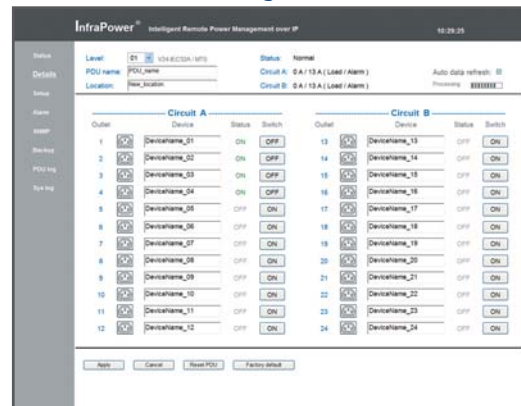 InfraPower® Intelligent Remote Power Management over IP 10:29:25
Status
Details
Setup
Alarm
SNMP
Backup
PDU log
Sys log
Level: 01 V24-IEC/32A / MTS Status: Normal
PDU name: PDU_name Circuit A: 0 A / 13 A ( Load / Alarm ) Auto data refresh:
Location: New_location Circuit B: 0 A / 13 A ( Load / Alarm ) Processing
Circuit A Circuit B
Outlet Device Status Switch Outlet Device Status Switch
1 DeviceName_01 ON OFF 13 DeviceName_13 OFF ON
2 DeviceName_02 ON OFF 14 DeviceName_14 OFF ON
3 DeviceName_03 ON OFF 15 DeviceName_15 OFF ON
4 DeviceName_04 ON OFF 16 DeviceName_16 OFF ON
5 DeviceName_05 OFF ON 17 DeviceName_17 OFF ON
6 DeviceName_06 OFF ON 18 DeviceName_18 OFF ON
7 DeviceName_07 OFF ON 19 DeviceName_19 OFF ON
8 DeviceName_08 OFF ON 20 DeviceName_20 OFF ON
9 DeviceName_09 OFF ON 21 DeviceName_21 OFF ON
10 DeviceName_10 OFF ON 22 DeviceName_22 OFF ON
11 DeviceName_11 OFF ON 23 DeviceName_23 OFF ON
12 DeviceName_12 OFF ON 24 DeviceName_24 OFF ON
Apply Cancel Reset PDU Factory default